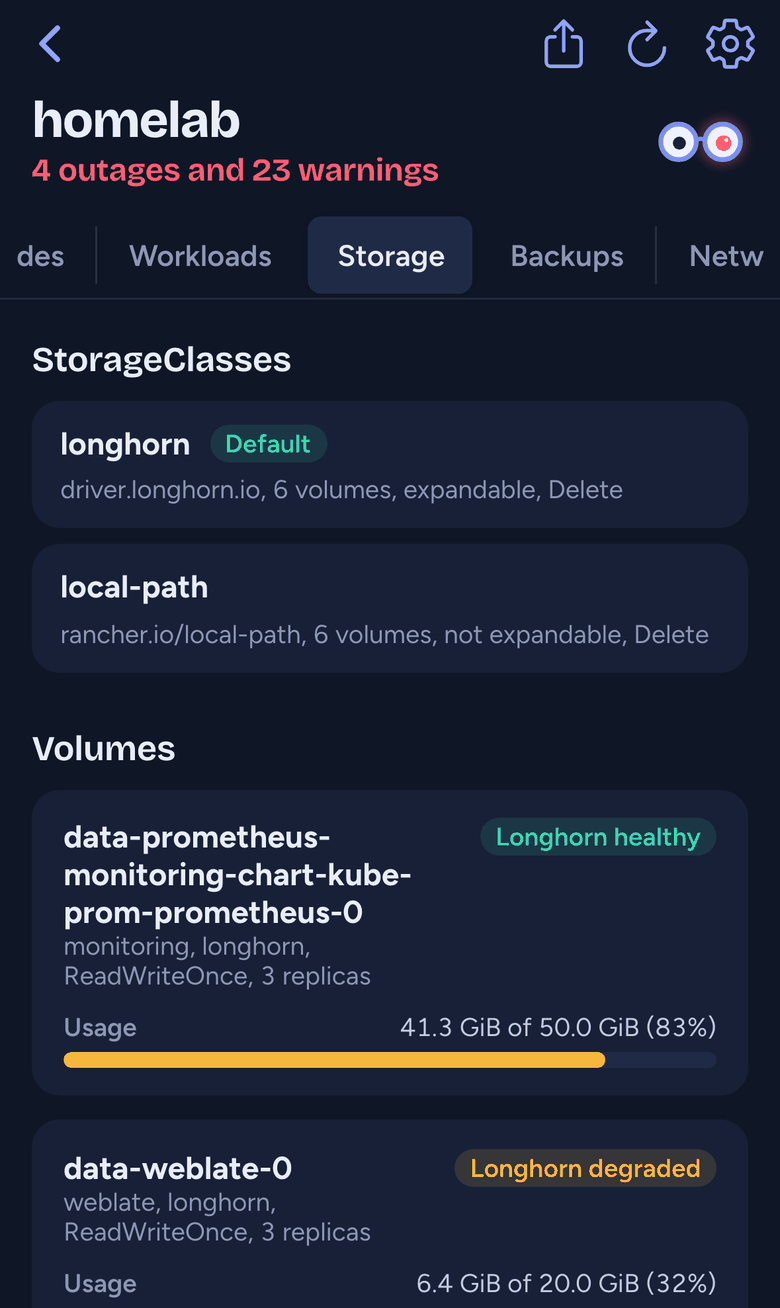 homelab
4 outages and 23 warnings
des
Workloads
Storage
Backups
Netw
StorageClasses
longhorn Default
driver.longhorn.io, 6 volumes, expandable, Delete
local-path
rancher.io/local-path, 6 volumes, not expandable, Delete
Volumes
data-prometheus-
monitoring-chart-kube-
prom-prometheus-0
Longhorn healthy
monitoring, longhorn,
ReadWriteOnce, 3 replicas
Usage 41.3 GiB of 50.0 GiB (83%)
data-weblate-0 Longhorn degraded
weblate, longhorn,
ReadWriteOnce, 3 replicas
Usage 6.4 GiB of 20.0 GiB (32%)